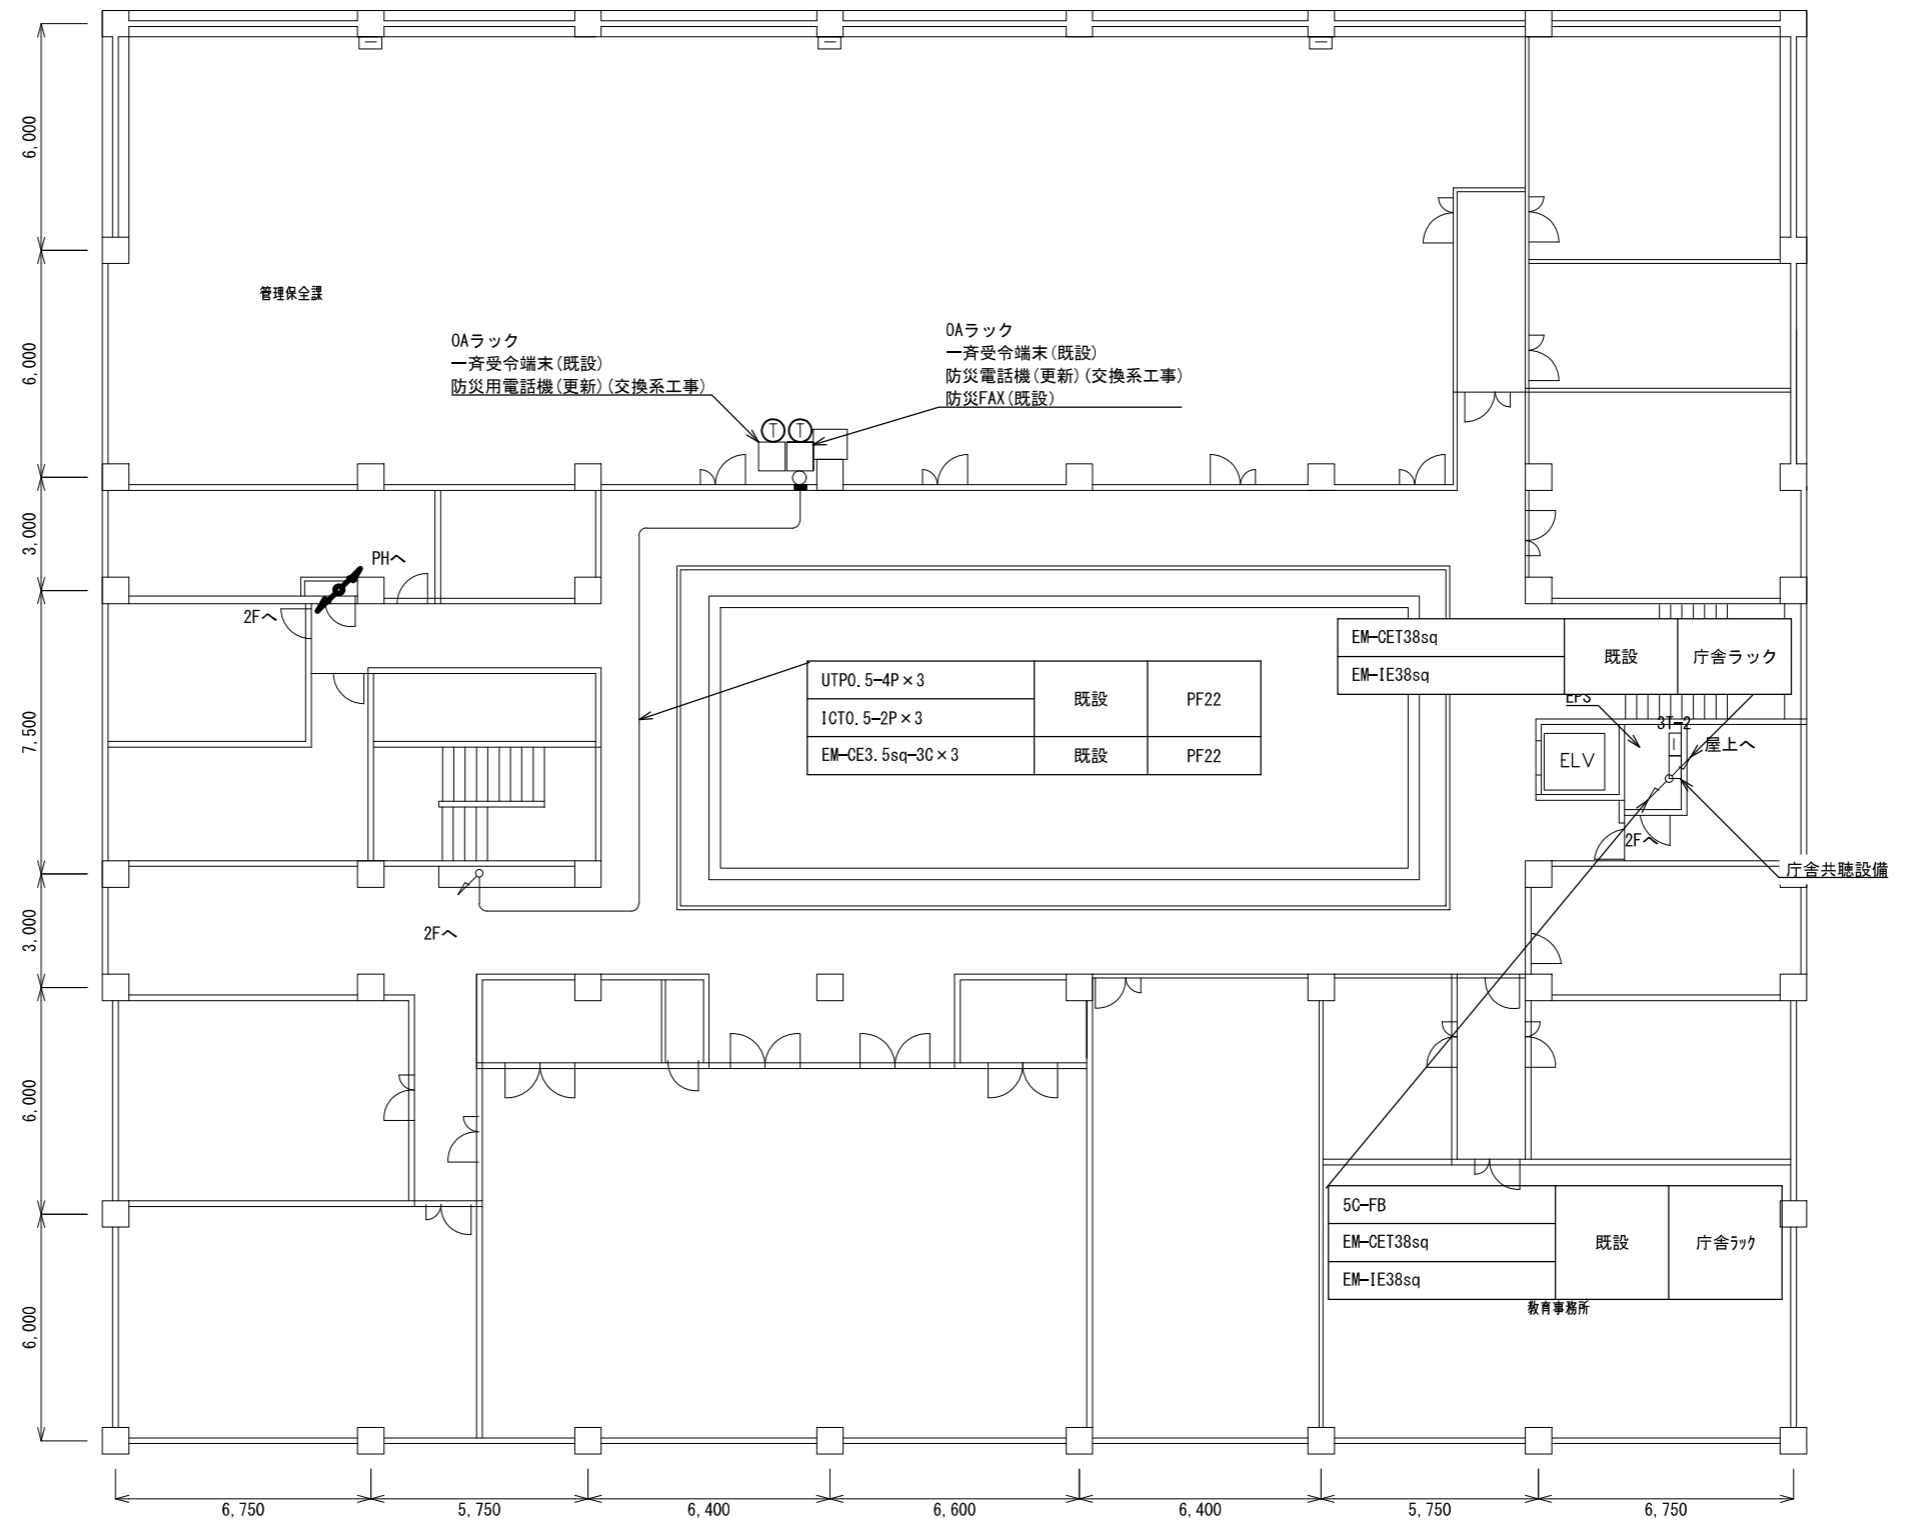 6,000
管理保全課
OAラック
一斉受令端末(既設)
防災用電話機(更新)(交換系工事)
OAラック
一斉受令端末(既設)
防災電話機(更新)(交換系工事)
防災FAX(既設)
6,000
T T
3,000
PHへ
2Fへ
EM-CET38sq
EM-IE38sq
既設
庁舎ラック
UTP0.5-4P×3
ICT0.5-2P×3
既設
PF22
EM-CE3.5sq-3C×3
既設
PF22
EPS
3T-2
屋上へ
ELV
7,500
2Fへ
庁舎共聴設備
2Fへ
3,000
6,000
5C-FB
EM-CET38sq
EM-IE38sq
既設
庁舎ラック
教育事務所
6,000
6,750
5,750
6,400
6,600
6,400
5,750
6,750